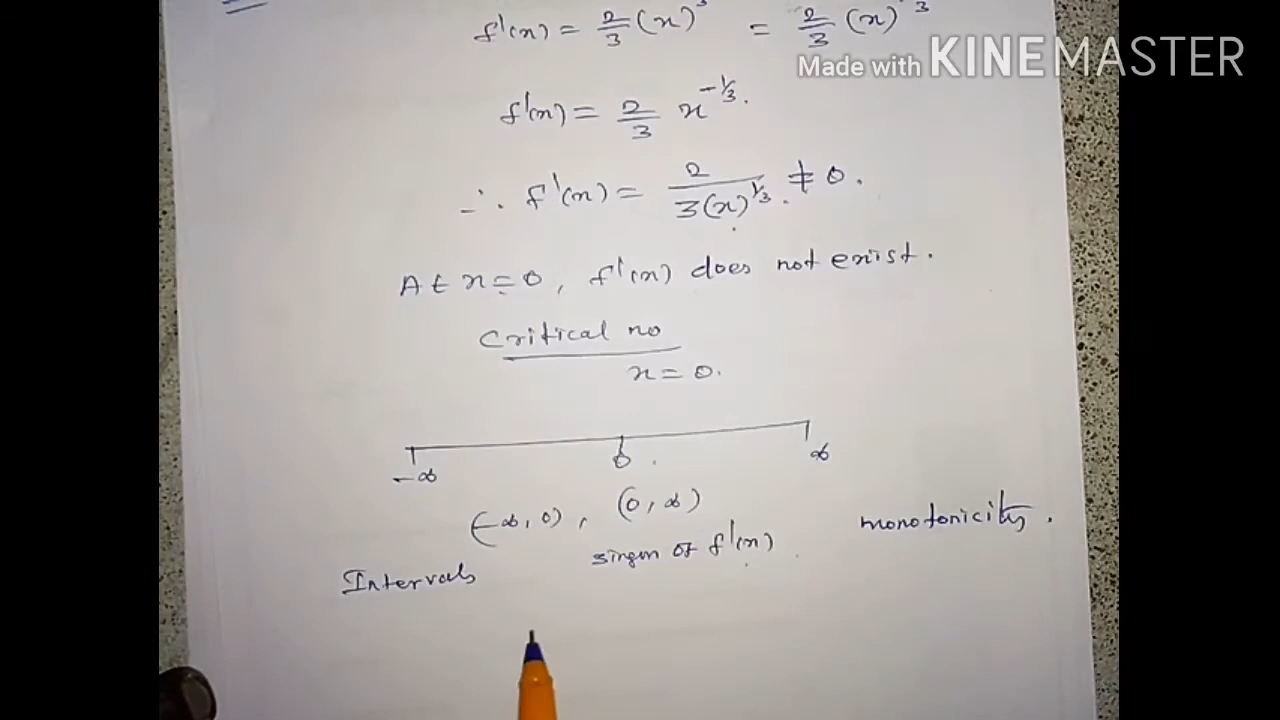 f'(x) = 2/3 (x) = 2/3 (x)
Made with KINEMASTER
f'(x) = 2/3 x^-1/3.
∴ f'(x) = 2/3(x)^1/3. ≠ 0.
At x=0, f'(x) does not exist.
Critical no
x=0.
-∞ 0 ∞
(-∞, 0), (0, ∞)
Intervals singn of f'(x) monotonicity.